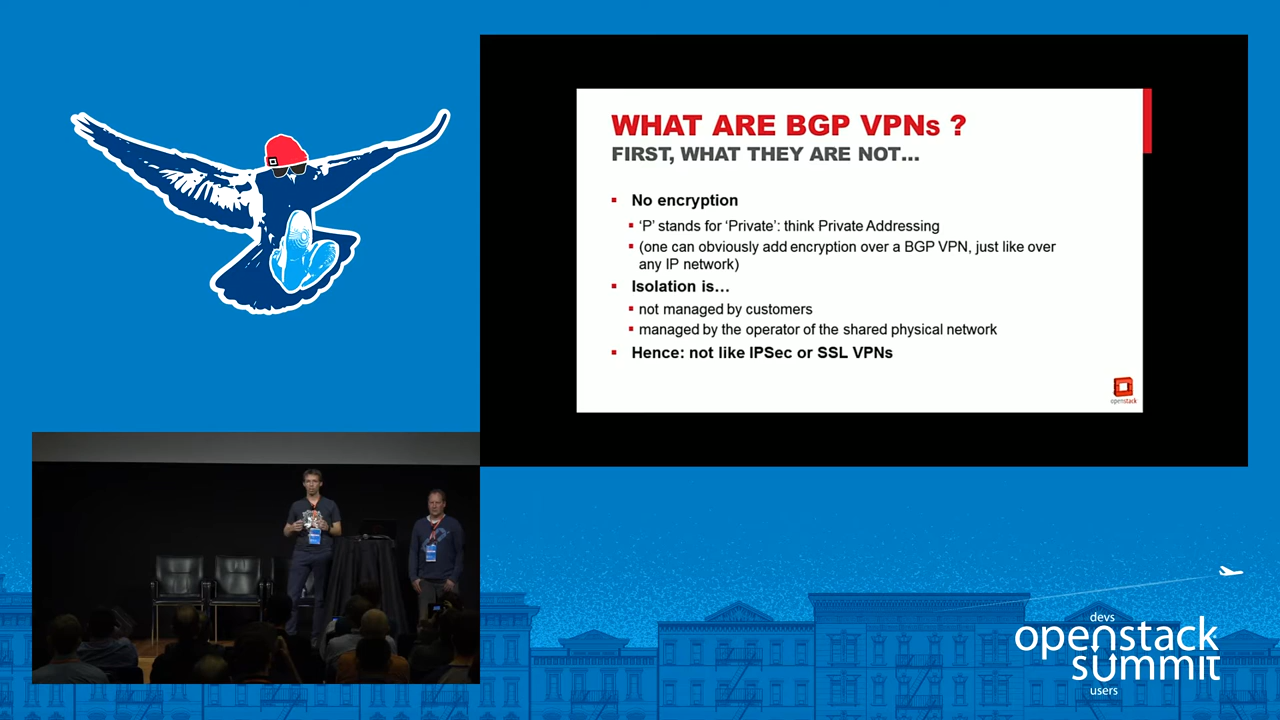 WHAT ARE BGP VPNs ?
FIRST, WHAT THEY ARE NOT...
▪ No encryption
▪ 'P' stands for 'Private': think Private Addressing
▪ (one can obviously add encryption over a BGP VPN, just like over
any IP network)
▪ Isolation is…
▪ not managed by customers
▪ managed by the operator of the shared physical network
▪ Hence: not like IPSec or SSL VPNs
openstack
devs
openstack
summit
users